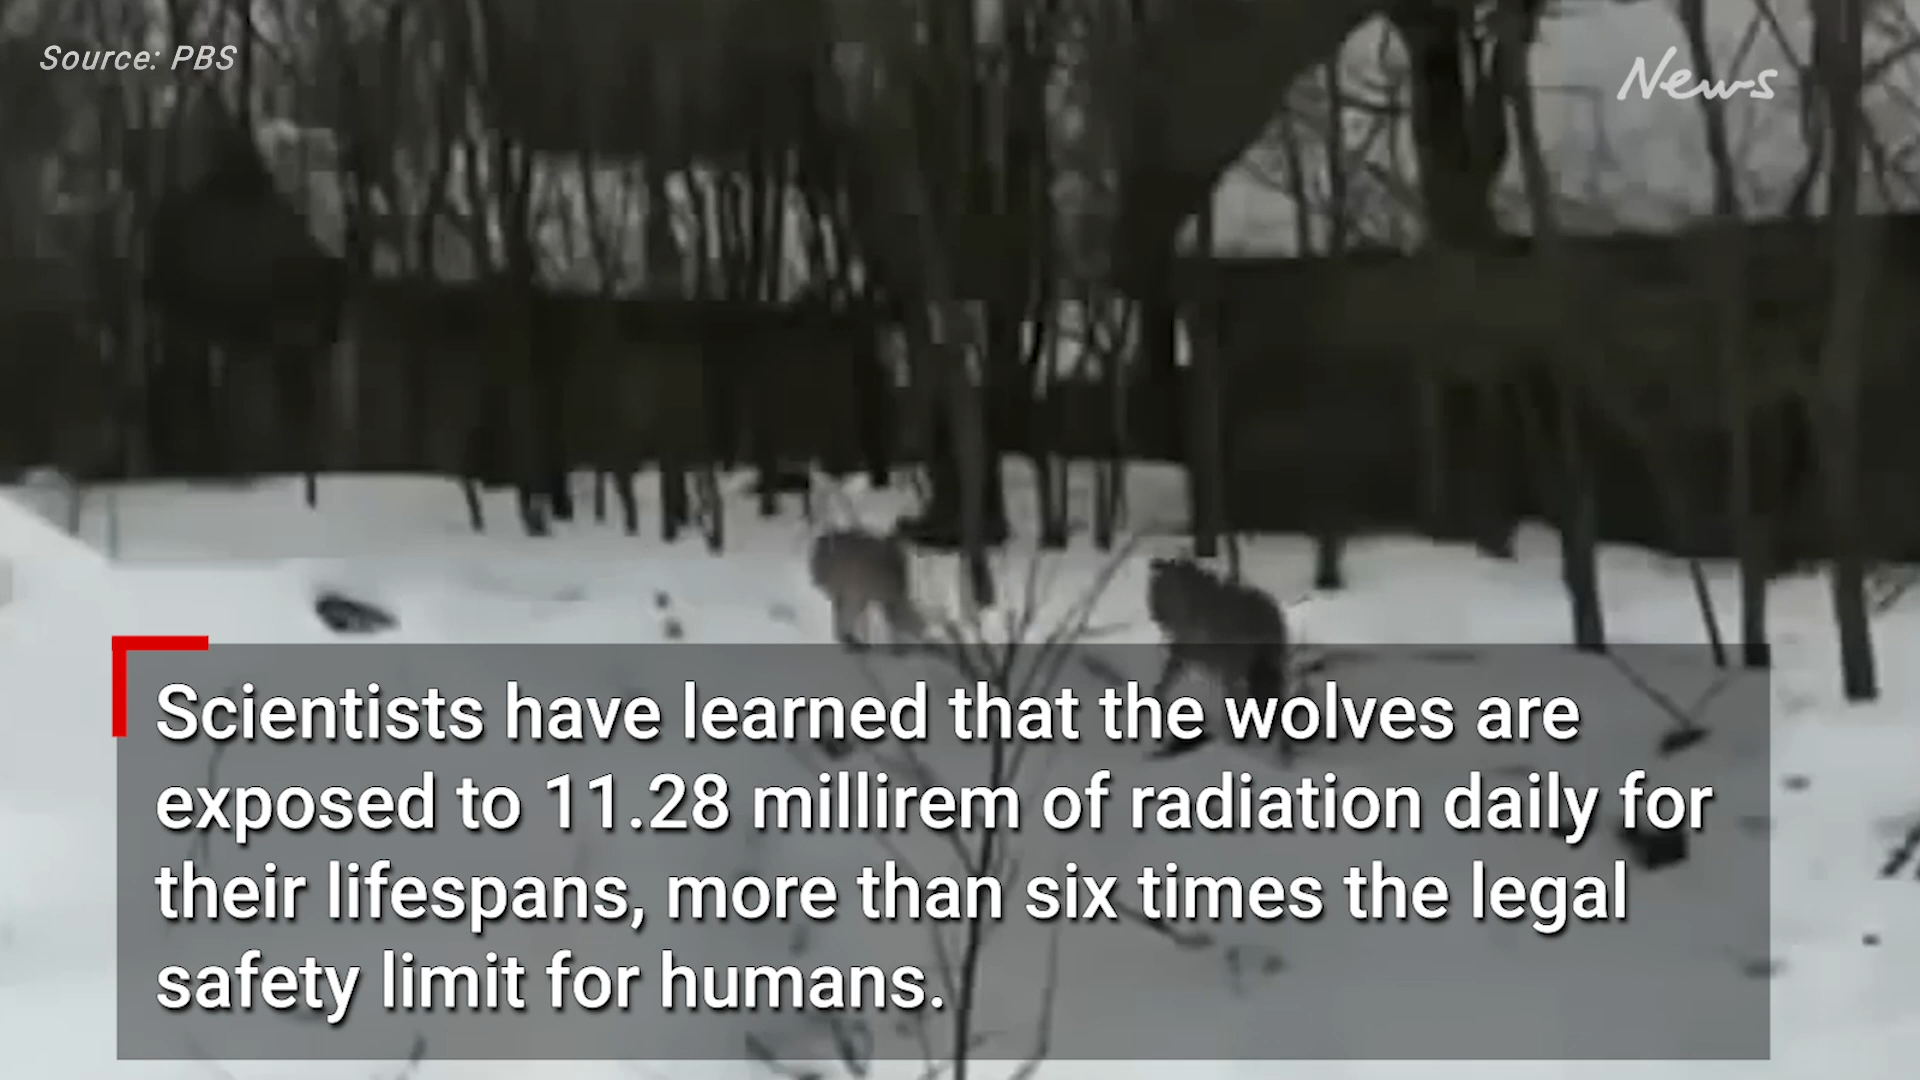 Source: PBS
News
Scientists have learned that the wolves are
exposed to 11.28 millirem of radiation daily for
their lifespans, more than six times the legal
safety limit for humans.